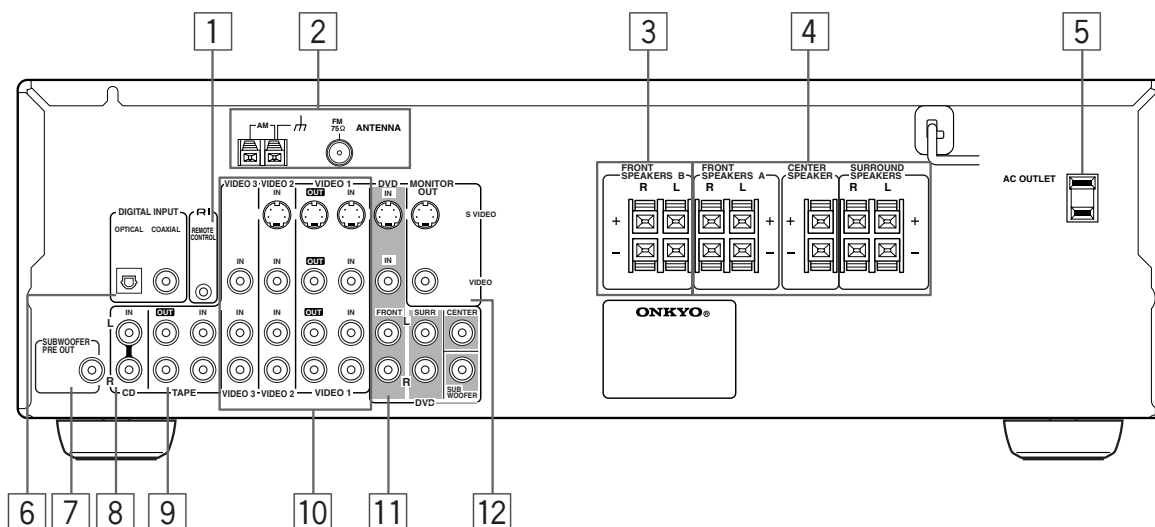 1 2 3 4 5
AM
FM
75Ω
ANTENNA
FRONT
SPEAKERS B
R L
FRONT
SPEAKERS A
R L
CENTER
SPEAKER
SURROUND
SPEAKERS
R L
+ + + +
− − − −
AC OUTLET
VIDEO 3 VIDEO 2 VIDEO 1 DVD MONITOR
OUT
IN OUT IN IN
S VIDEO
DIGITAL INPUT
OPTICAL COAXIAL
RI
REMOTE
CONTROL
IN IN OUT IN IN
VIDEO
ONKYO®
IN OUT IN IN IN OUT IN FRONT SURR CENTER
L L
SUBWOOFER
PRE OUT
R R
SUB
WOOFER
CD TAPE VIDEO 3 VIDEO 2 VIDEO 1
DVD
6 7 8 9 10 11 12